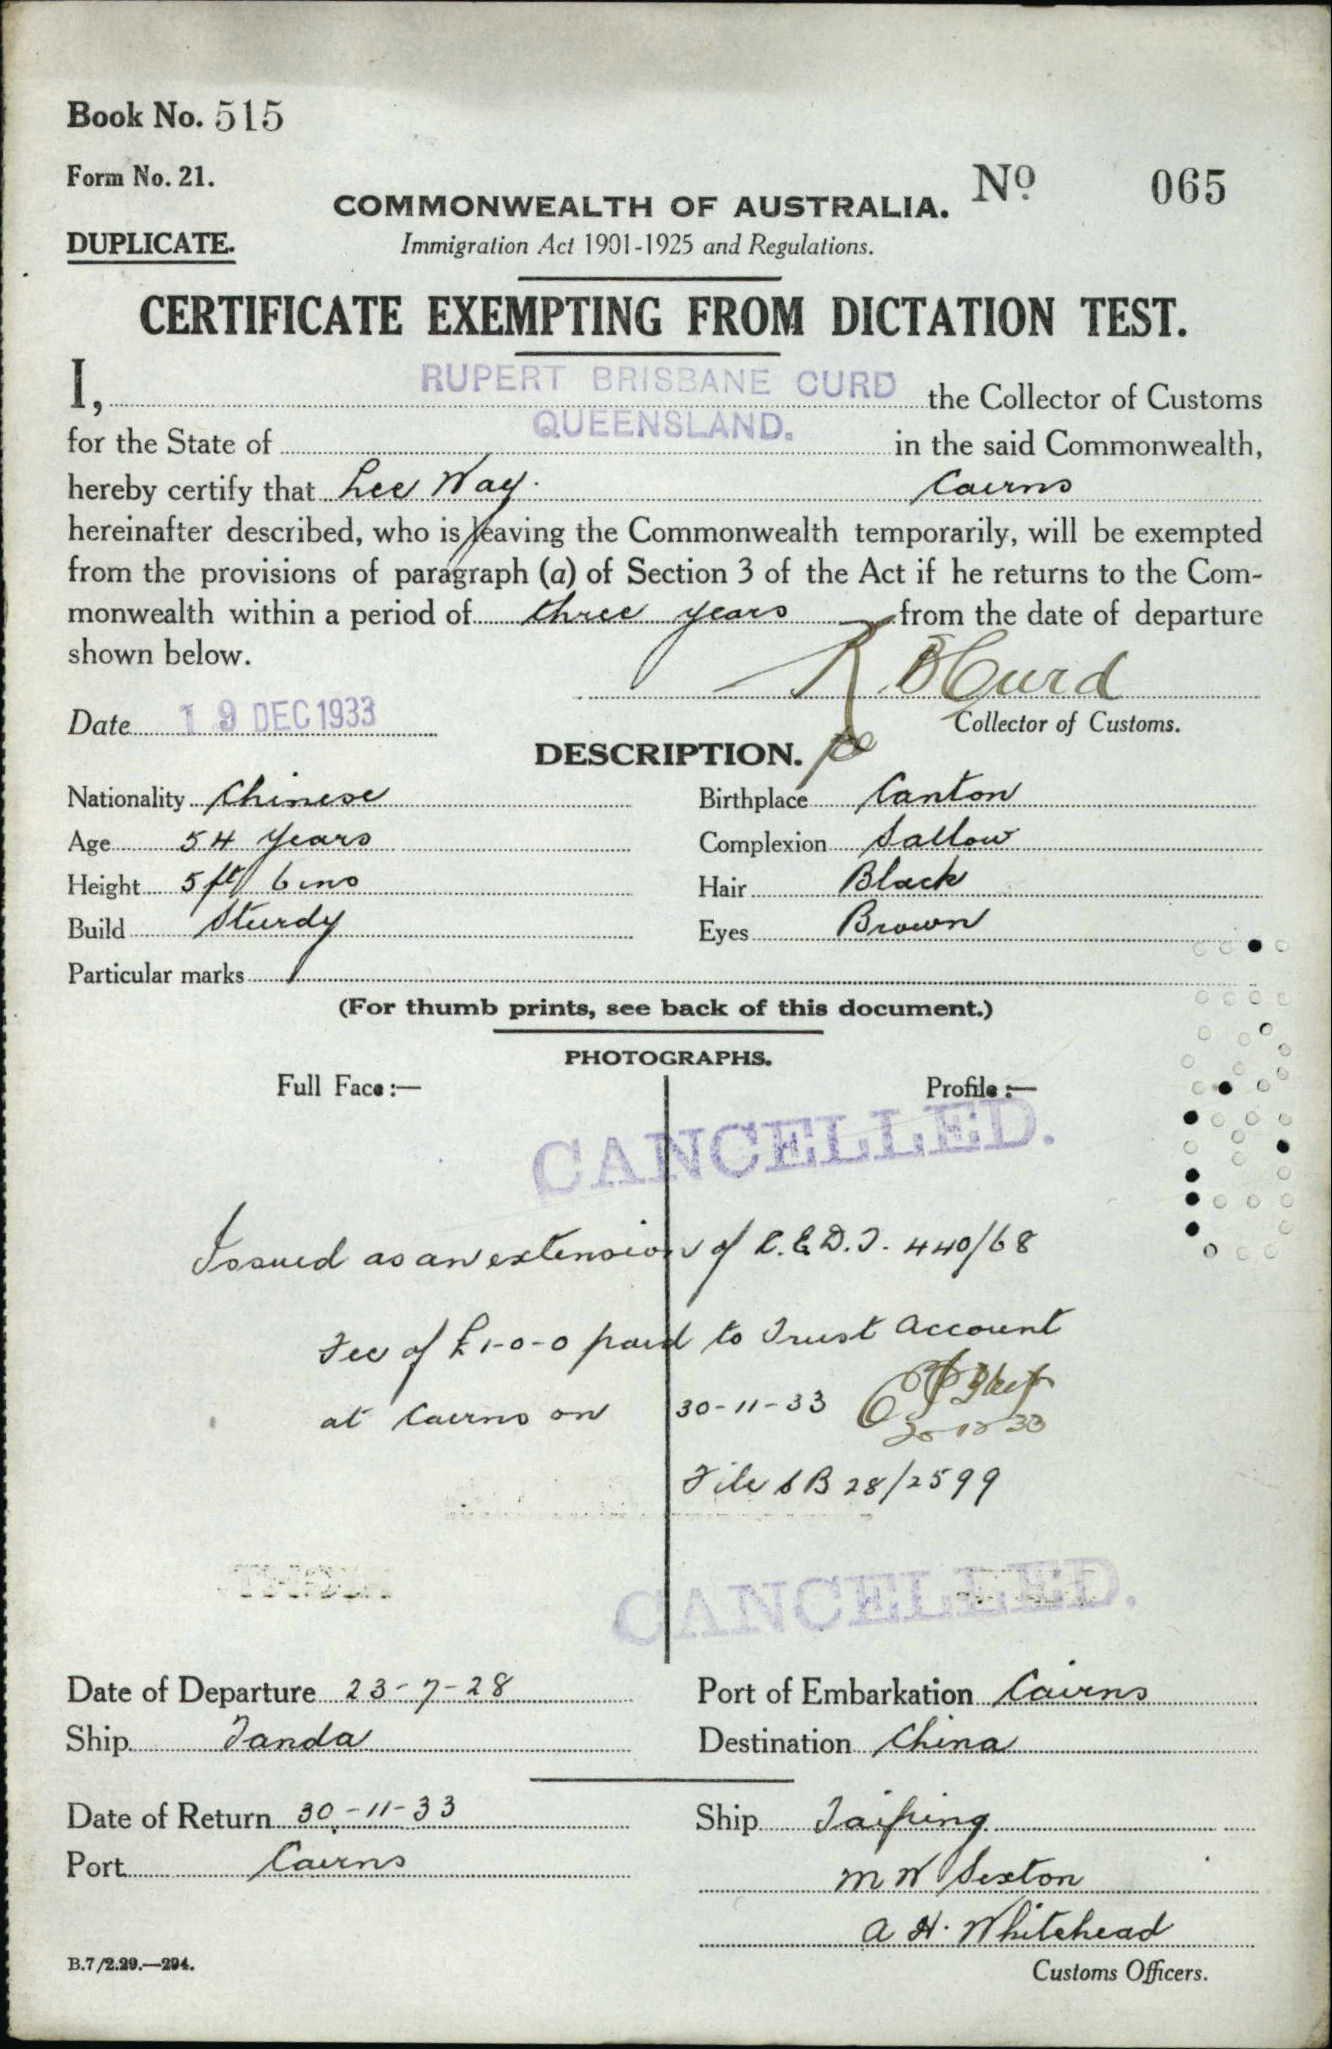 Book No. 515
Form No. 21.
No 065
COMMONWEALTH OF AUSTRALIA.
DUPLICATE.
Immigration Act 1901-1925 and Regulations.
CERTIFICATE EXEMPTING FROM DICTATION TEST.
I, RUPERT BRISBANE CURD the Collector of Customs
for the State of QUEENSLAND. in the said Commonwealth,
hereby certify that Lee Way. Cairns
hereinafter described, who is leaving the Commonwealth temporarily, will be exempted
from the provisions of paragraph (a) of Section 3 of the Act if he returns to the Com-
monwealth within a period of three years from the date of departure
shown below.
R B Curd
Date 19 DEC 1933
Collector of Customs.
DESCRIPTION.
Nationality Chinese Birthplace Canton
Age 54 Years Complexion Sallow
Height 5 ft 6 ins Hair Black
Build Sturdy Eyes Brown
Particular marks
(For thumb prints, see back of this document.)
PHOTOGRAPHS.
Full Face:— Profile:—
CANCELLED.
Issued as an extension of C.E.D.T. 440/68
Fee of £1-0-0 paid to Trust Account
at Cairns on 30-11-33
File SB 28/2599
CANCELLED.
Date of Departure 23-7-28 Port of Embarkation Cairns
Ship Tanda Destination China
Date of Return 30-11-33 Ship Taiping
Port Cairns
M W Sexton
A H. Whitehead
B.7/2.29.—294.
Customs Officers.